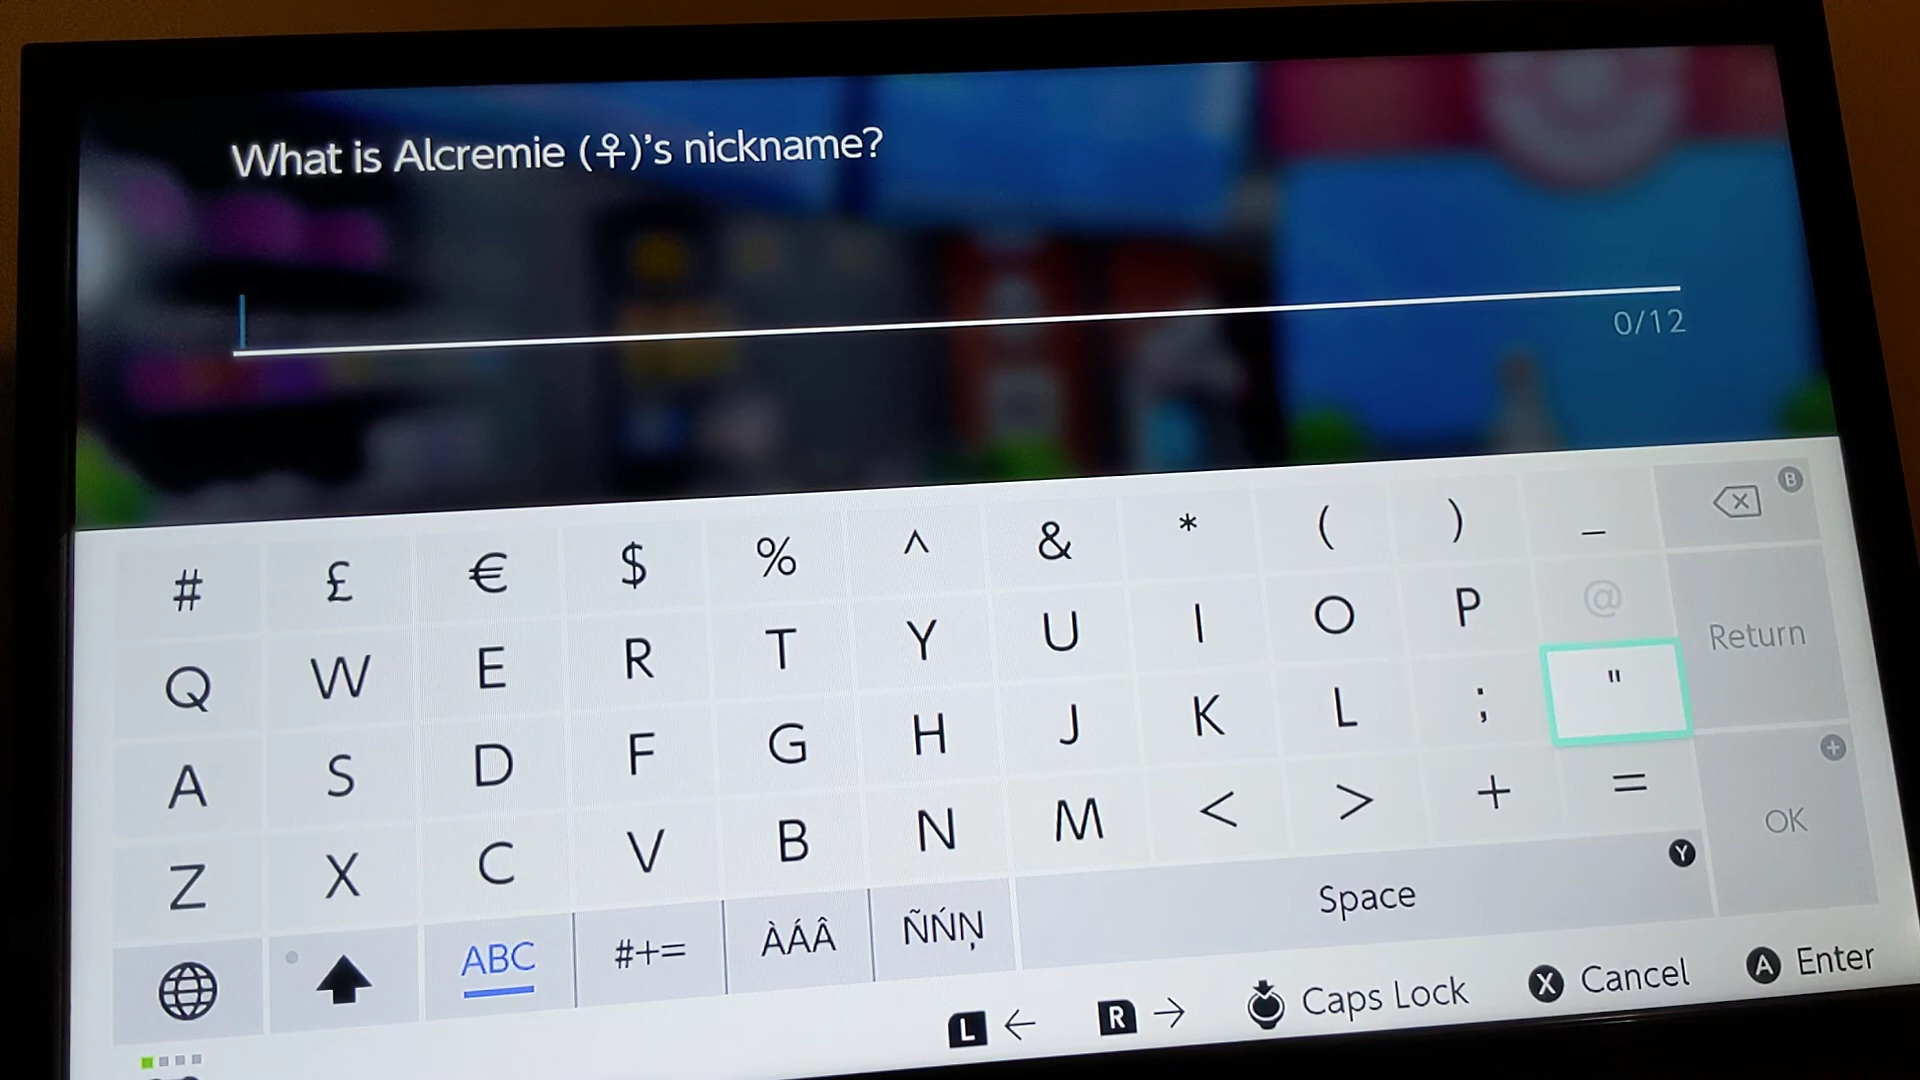 What is Alcremie (♀)'s nickname?
0/12
# £ € $ % ^ & * ( ) _ B
Q W E R T Y U I O P @ Return
A S D F G H J K L ; "
Z X C V B N M < > + = + OK
ABC #+= ÀÁÂ ÑŃŅ Space Y
L ← R → Caps Lock X Cancel A Enter